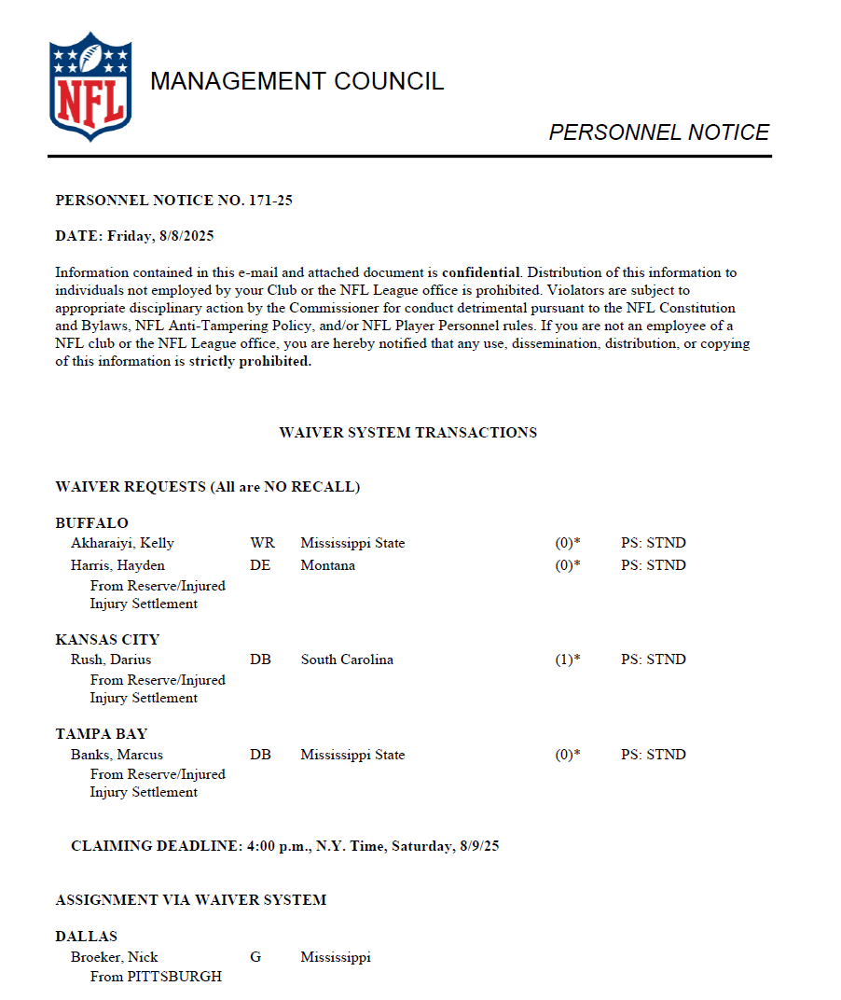 NFL
MANAGEMENT COUNCIL
PERSONNEL NOTICE
PERSONNEL NOTICE NO. 171-25
DATE: Friday, 8/8/2025
Information contained in this e-mail and attached document is confidential. Distribution of this information to
individuals not employed by your Club or the NFL League office is prohibited. Violators are subject to
appropriate disciplinary action by the Commissioner for conduct detrimental pursuant to the NFL Constitution
and Bylaws, NFL Anti-Tampering Policy, and/or NFL Player Personnel rules. If you are not an employee of a
NFL club or the NFL League office, you are hereby notified that any use, dissemination, distribution, or copying
of this information is strictly prohibited.
WAIVER SYSTEM TRANSACTIONS
WAIVER REQUESTS (All are NO RECALL)
BUFFALO
Akharaiyi, Kelly WR Mississippi State (0)* PS: STND
Harris, Hayden DE Montana (0)* PS: STND
From Reserve/Injured
Injury Settlement
KANSAS CITY
Rush, Darius DB South Carolina (1)* PS: STND
From Reserve/Injured
Injury Settlement
TAMPA BAY
Banks, Marcus DB Mississippi State (0)* PS: STND
From Reserve/Injured
Injury Settlement
CLAIMING DEADLINE: 4:00 p.m., N.Y. Time, Saturday, 8/9/25
ASSIGNMENT VIA WAIVER SYSTEM
DALLAS
Broeker, Nick G Mississippi
From PITTSBURGH